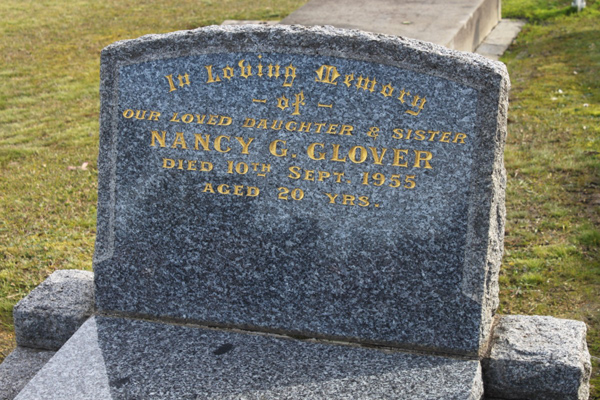 In Loving Memory
- of -
OUR LOVED DAUGHTER & SISTER
NANCY G. GLOVER
DIED 10TH SEPT. 1955
AGED 20 YRS.